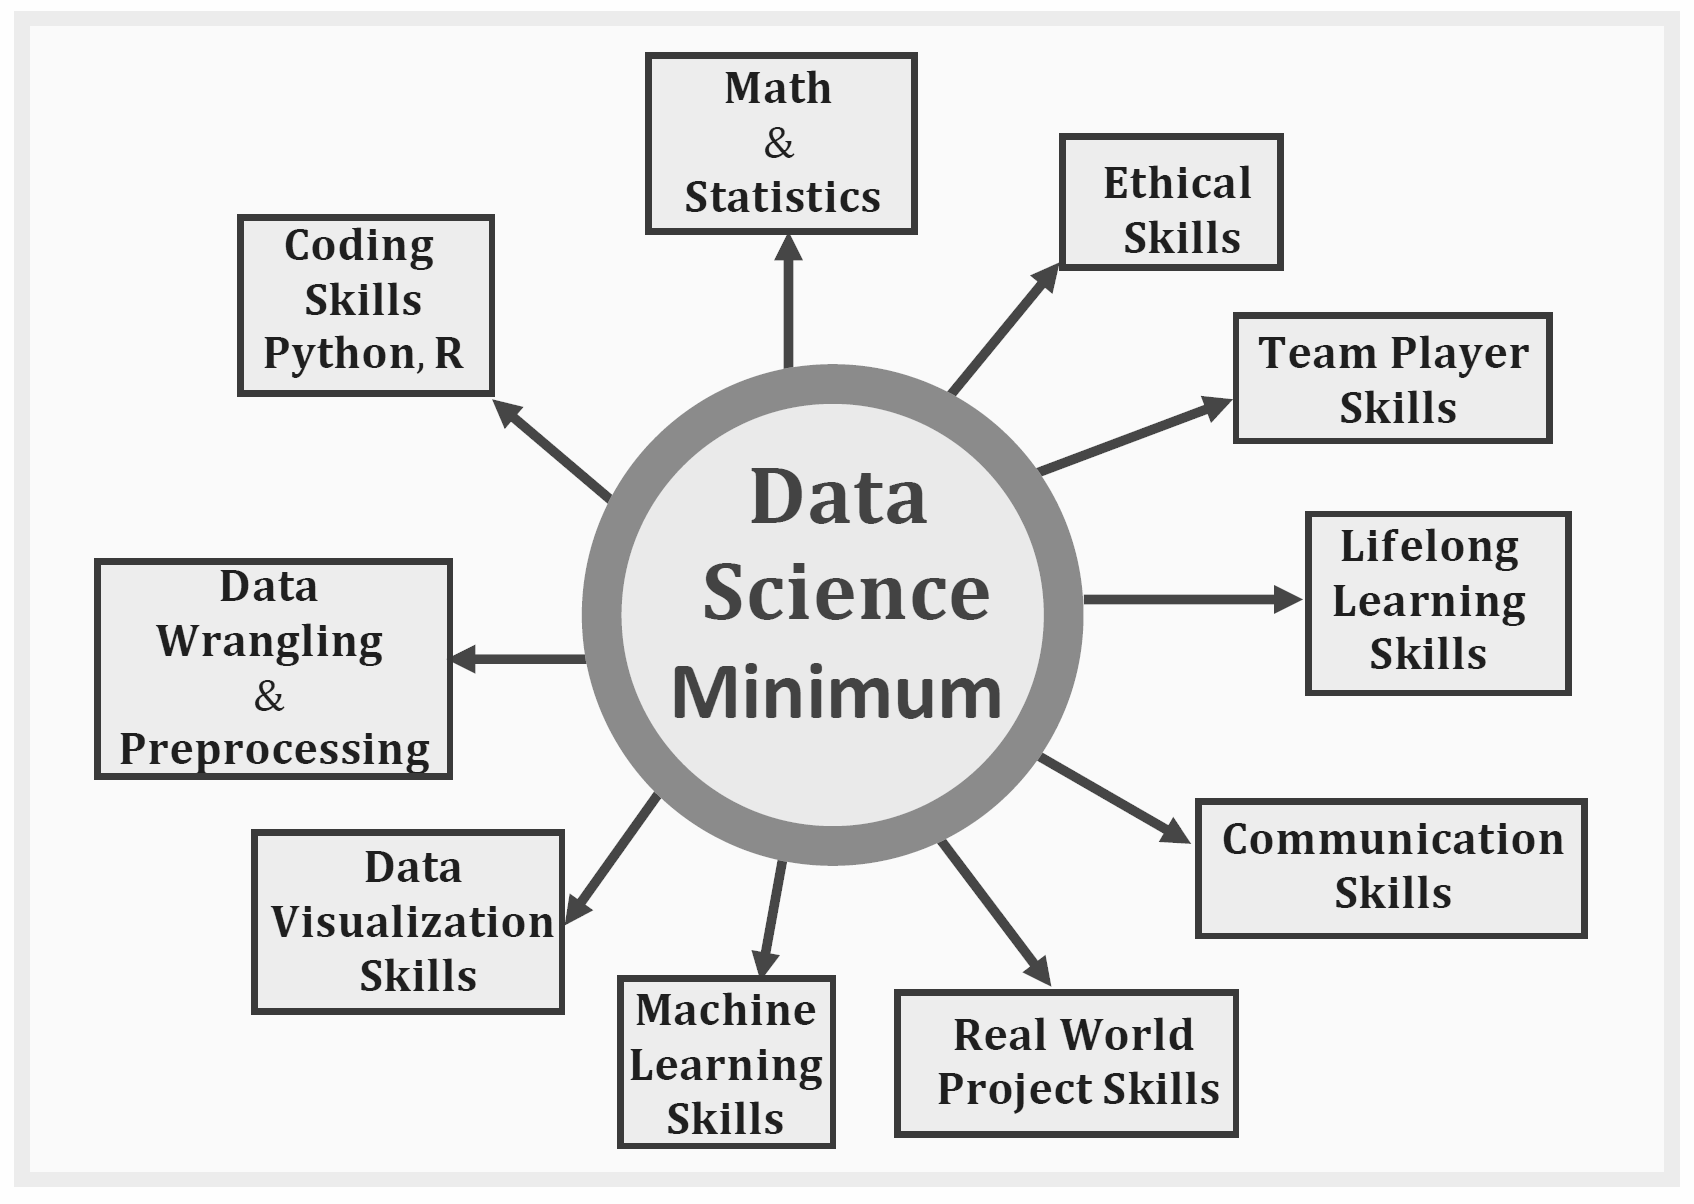 Math
&
Statistics
Ethical
Skills
Team Player
Skills
Lifelong
Learning
Skills
Communication
Skills
Real World
Project Skills
Machine
Learning
Skills
Data
Visualization
Skills
Data
Wrangling
&
Preprocessing
Coding
Skills
Python, R
Data
Science
Minimum